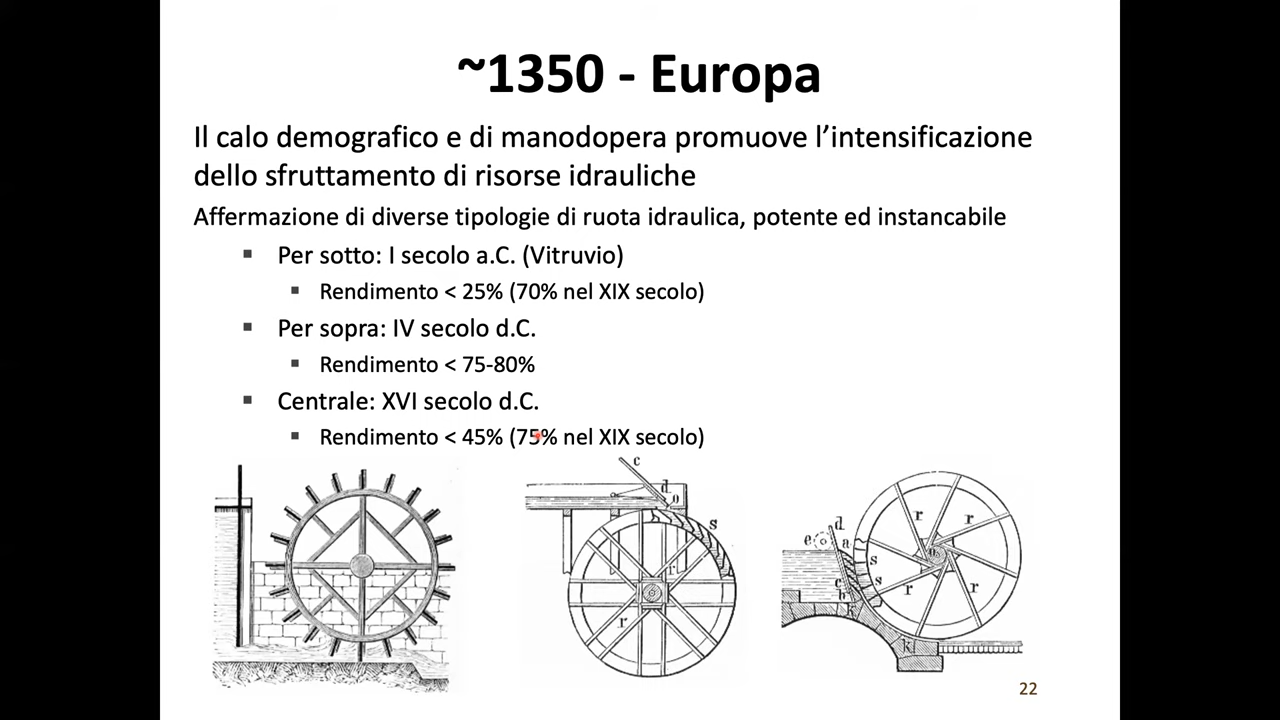 ~1350 - Europa
Il calo demografico e di manodopera promuove l’intensificazione
dello sfruttamento di risorse idrauliche
Affermazione di diverse tipologie di ruota idraulica, potente ed instancabile
▪ Per sotto: I secolo a.C. (Vitruvio)
▪ Rendimento < 25% (70% nel XIX secolo)
▪ Per sopra: IV secolo d.C.
▪ Rendimento < 75-80%
▪ Centrale: XVI secolo d.C.
▪ Rendimento < 45% (75% nel XIX secolo)
c
d
o
s
r
r
d
e
a
s
s
c
b
r
r
r
r
o
k
22